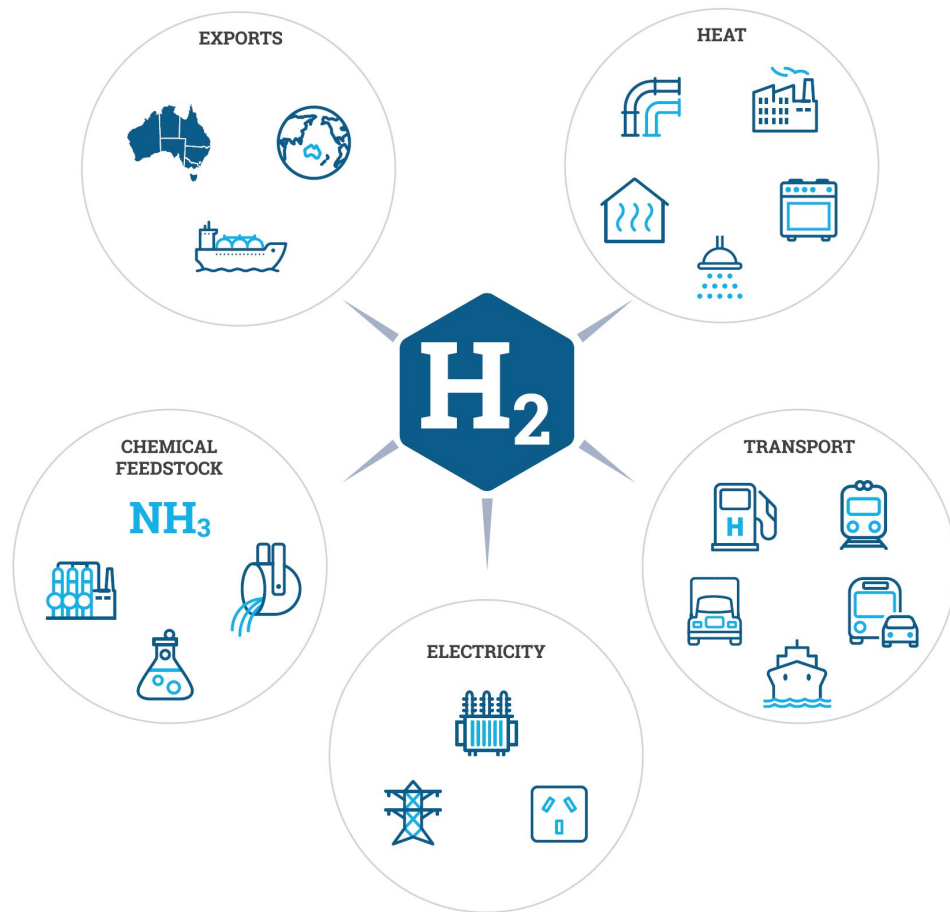 EXPORTS
HEAT
H₂
CHEMICAL
FEEDSTOCK
NH₃
TRANSPORT
H
ELECTRICITY